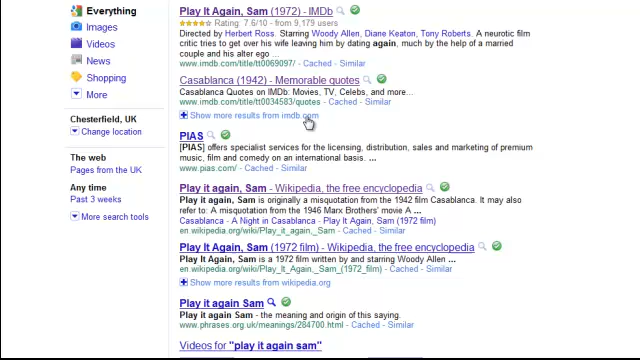 Everything
Images
Videos
News
Shopping
More
Chesterfield, UK
Change location
The web
Pages from the UK
Any time
Past 3 weeks
More search tools
Play It Again, Sam (1972) - IMDb
Rating: 7.6/10 - from 9,179 users
Directed by Herbert Ross. Starring Woody Allen, Diane Keaton, Tony Roberts. A neurotic film
critic tries to get over his wife leaving him by dating again, much by the help of a married
couple and his alter ego ...
www.imdb.com/title/tt0069097/ - Cached - Similar
Casablanca (1942) - Memorable quotes
Casablanca Quotes on IMDb: Movies, TV, Celebs, and more...
www.imdb.com/title/tt0034583/quotes - Cached - Similar
Show more results from imdb.com
PIAS
[PIAS] offers specialist services for the licensing, distribution, sales and marketing of premium
music, film and comedy on an international basis. ...
www.pias.com/ - Cached - Similar
Play it again, Sam - Wikipedia, the free encyclopedia
Play it again, Sam is originally a misquotation from the 1942 film Casablanca. It may also
refer to: A misquotation from the 1946 Marx Brothers' movie A ...
Casablanca - A Night in Casablanca - Play It Again, Sam (1972 film)
en.wikipedia.org/wiki/Play_it_again,_Sam - Cached - Similar
Play It Again, Sam (1972 film) - Wikipedia, the free encyclopedia
Play It Again, Sam is a 1972 film written by and starring Woody Allen ...
en.wikipedia.org/wiki/Play_It_Again,_Sam_(1972_film) - Cached - Similar
Show more results from wikipedia.org
Play it again Sam
Play it again Sam - the meaning and origin of this saying.
www.phrases.org.uk/meanings/284700.html - Cached - Similar
Videos for "play it again sam"